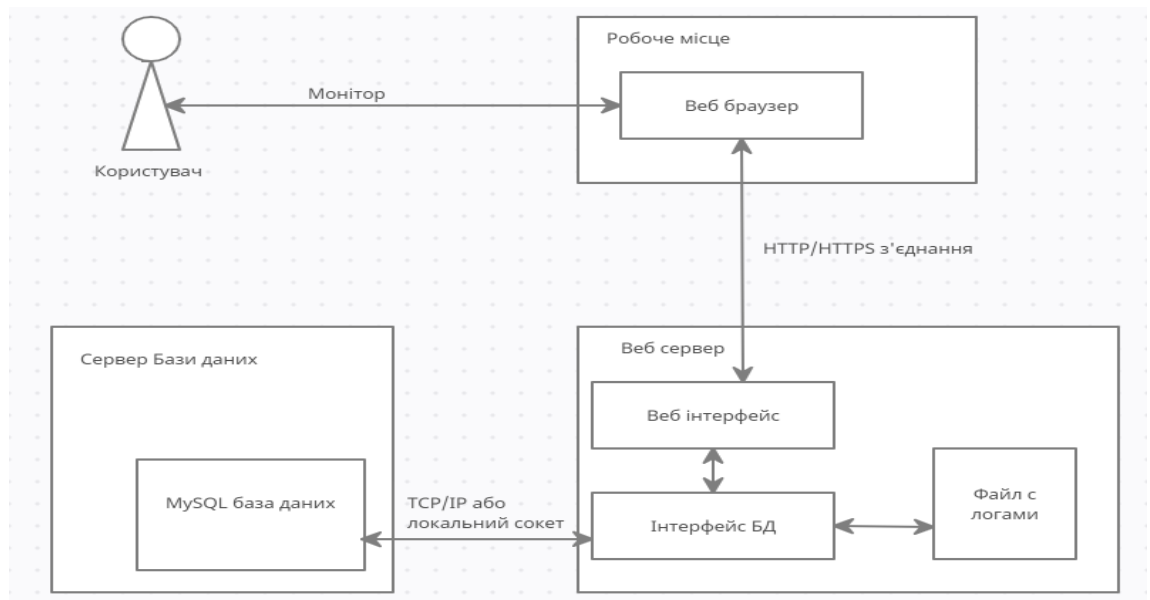 Робоче місце
Монітор
Веб браузер
Користувач
HTTP/HTTPS з'єднання
Сервер Бази даних
Веб сервер
Веб інтерфейс
MySQL база даних
TCP/IP або
локальний сокет
Інтерфейс БД
Файл с
логами